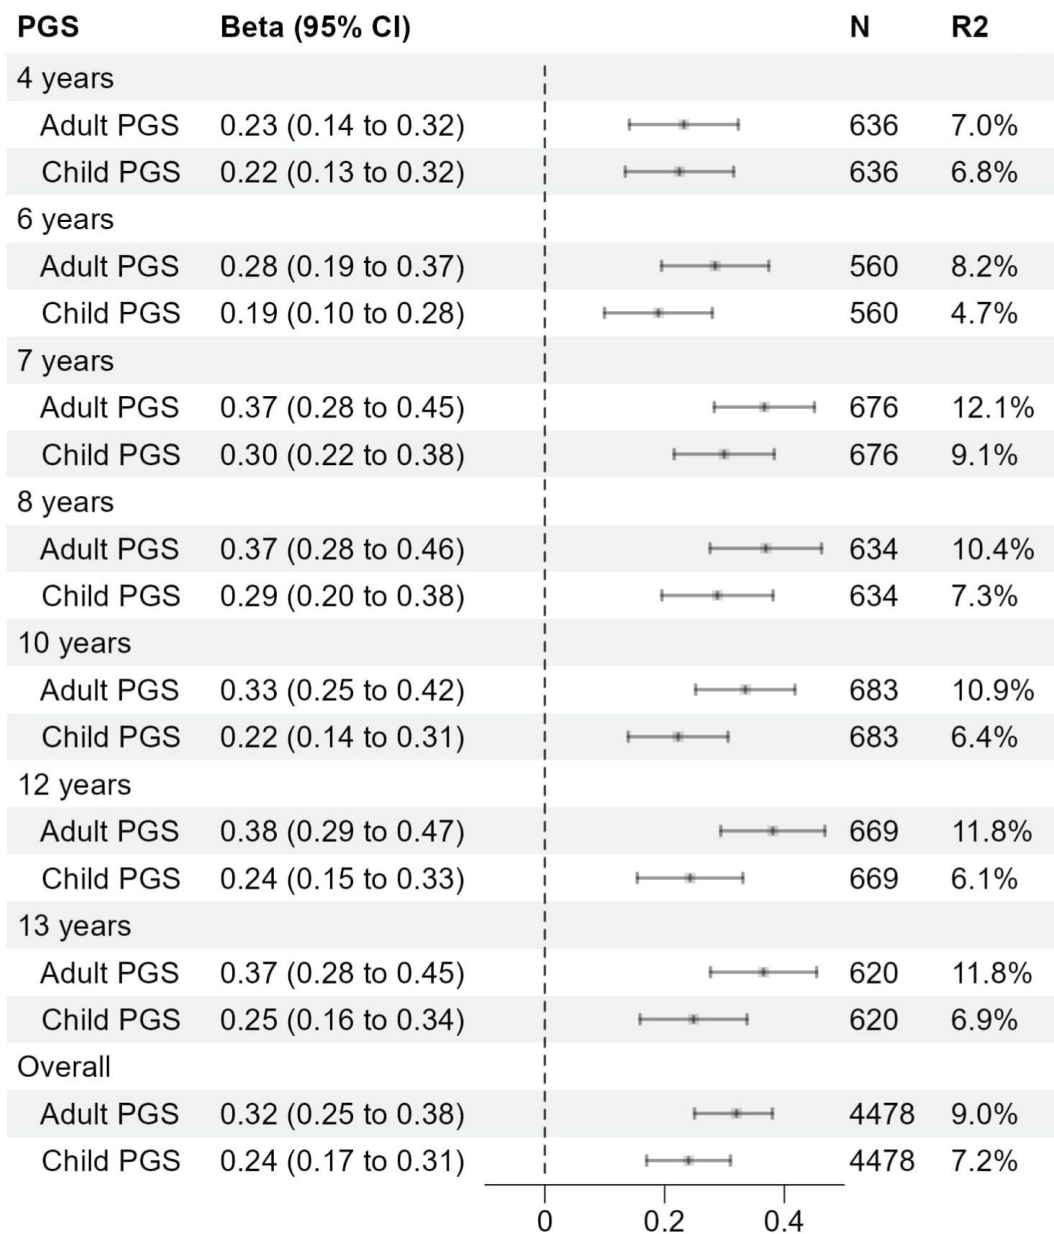 PGS Beta (95% CI) N R2
4 years
Adult PGS 0.23 (0.14 to 0.32) 636 7.0%
Child PGS 0.22 (0.13 to 0.32) 636 6.8%
6 years
Adult PGS 0.28 (0.19 to 0.37) 560 8.2%
Child PGS 0.19 (0.10 to 0.28) 560 4.7%
7 years
Adult PGS 0.37 (0.28 to 0.45) 676 12.1%
Child PGS 0.30 (0.22 to 0.38) 676 9.1%
8 years
Adult PGS 0.37 (0.28 to 0.46) 634 10.4%
Child PGS 0.29 (0.20 to 0.38) 634 7.3%
10 years
Adult PGS 0.33 (0.25 to 0.42) 683 10.9%
Child PGS 0.22 (0.14 to 0.31) 683 6.4%
12 years
Adult PGS 0.38 (0.29 to 0.47) 669 11.8%
Child PGS 0.24 (0.15 to 0.33) 669 6.1%
13 years
Adult PGS 0.37 (0.28 to 0.45) 620 11.8%
Child PGS 0.25 (0.16 to 0.34) 620 6.9%
Overall
Adult PGS 0.32 (0.25 to 0.38) 4478 9.0%
Child PGS 0.24 (0.17 to 0.31) 4478 7.2%
0 0.2 0.4